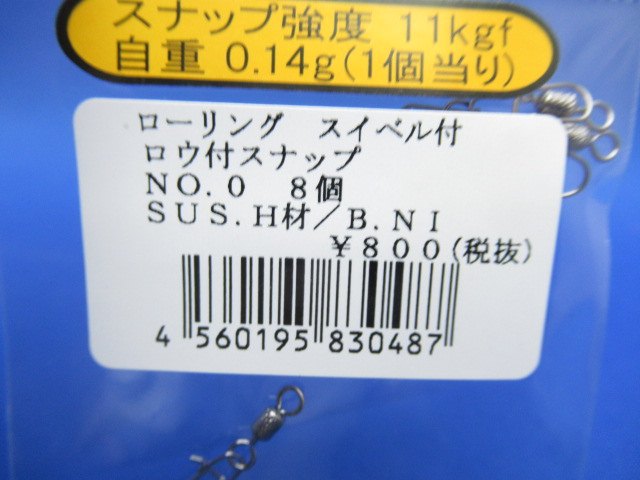 スナップ強度 11kgf
自重 0.14g(1個当り)
ローリング　スイベル付
ロウ付スナップ
NO.0　8個
SUS.H材／B.NI
¥800(税抜)
4 560195 830487